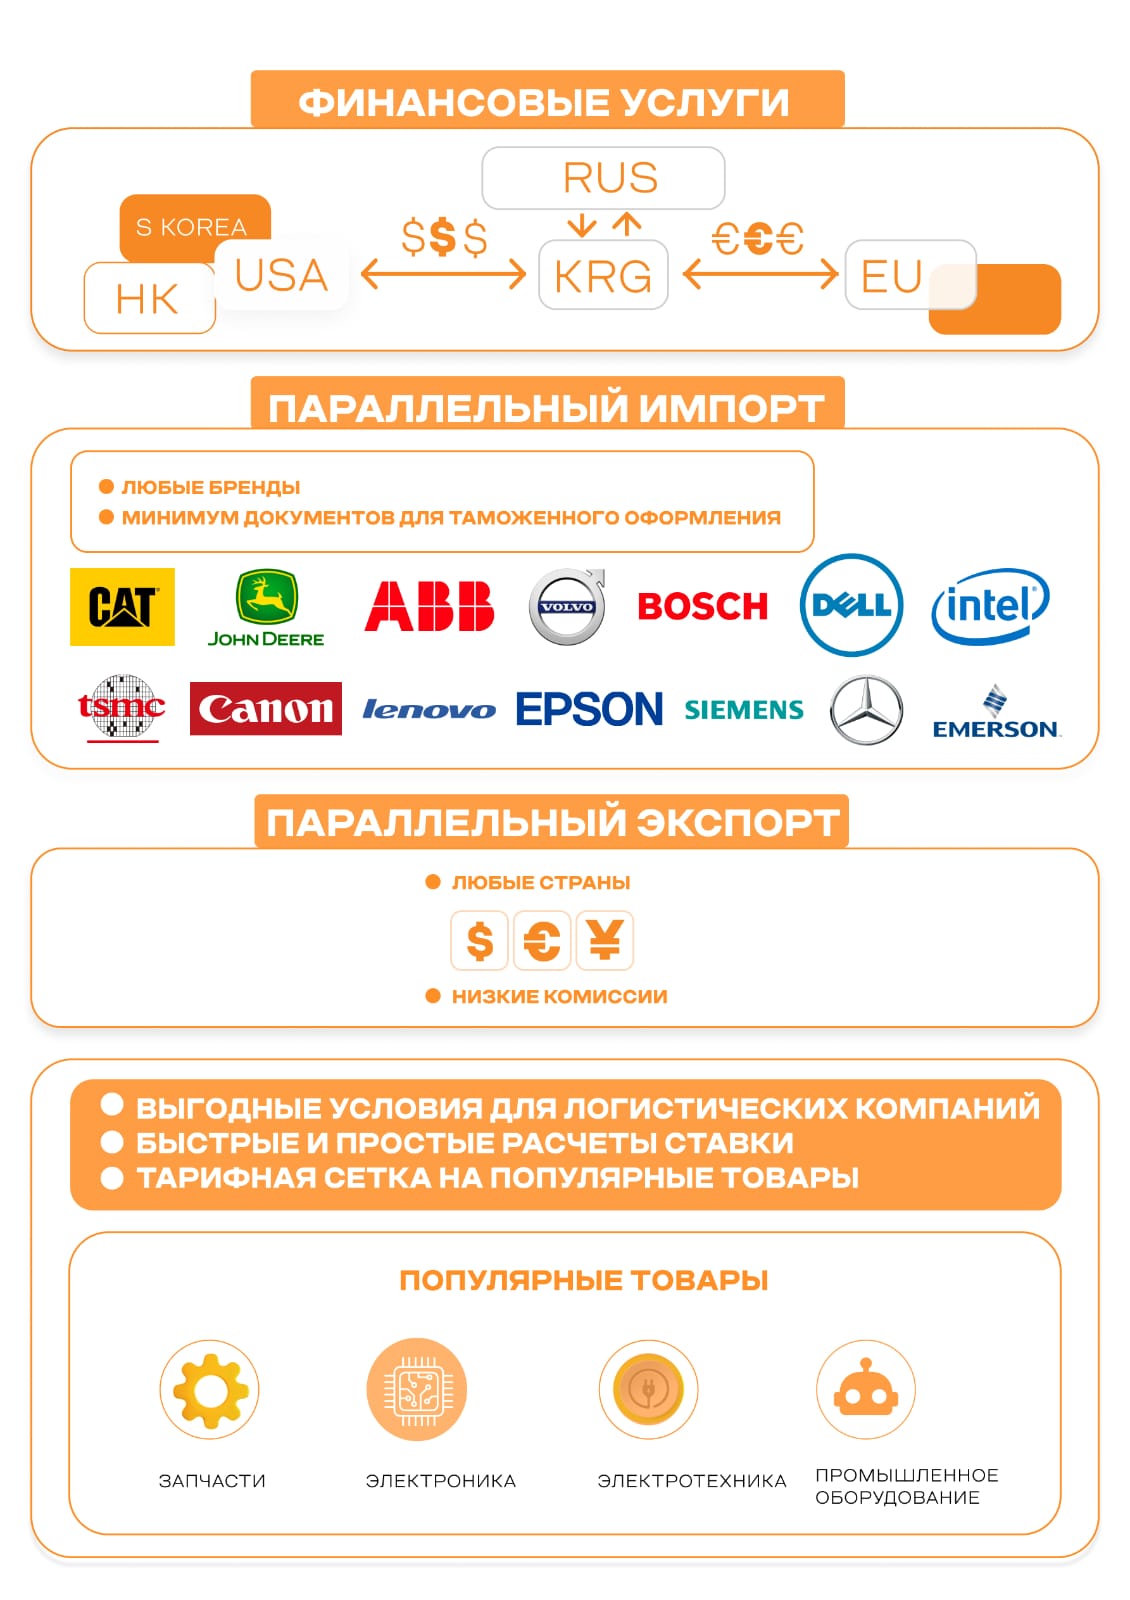 ФИНАНСОВЫЕ УСЛУГИ
RUS
S KOREA
$$$
€€€
USA
KRG
EU
HK
ПАРАЛЛЕЛЬНЫЙ ИМПОРТ
ЛЮБЫЕ БРЕНДЫ
МИНИМУМ ДОКУМЕНТОВ ДЛЯ ТАМОЖЕННОГО ОФОРМЛЕНИЯ
CAT
JOHN DEERE
ABB
VOLVO
BOSCH
DELL
intel
tsmc
Canon
lenovo
EPSON
SIEMENS
EMERSON
ПАРАЛЛЕЛЬНЫЙ ЭКСПОРТ
ЛЮБЫЕ СТРАНЫ
$ € ¥
НИЗКИЕ КОМИССИИ
ВЫГОДНЫЕ УСЛОВИЯ ДЛЯ ЛОГИСТИЧЕСКИХ КОМПАНИЙ
БЫСТРЫЕ И ПРОСТЫЕ РАСЧЕТЫ СТАВКИ
ТАРИФНАЯ СЕТКА НА ПОПУЛЯРНЫЕ ТОВАРЫ
ПОПУЛЯРНЫЕ ТОВАРЫ
ЗАПЧАСТИ
ЭЛЕКТРОНИКА
ЭЛЕКТРОТЕХНИКА
ПРОМЫШЛЕННОЕ
ОБОРУДОВАНИЕ